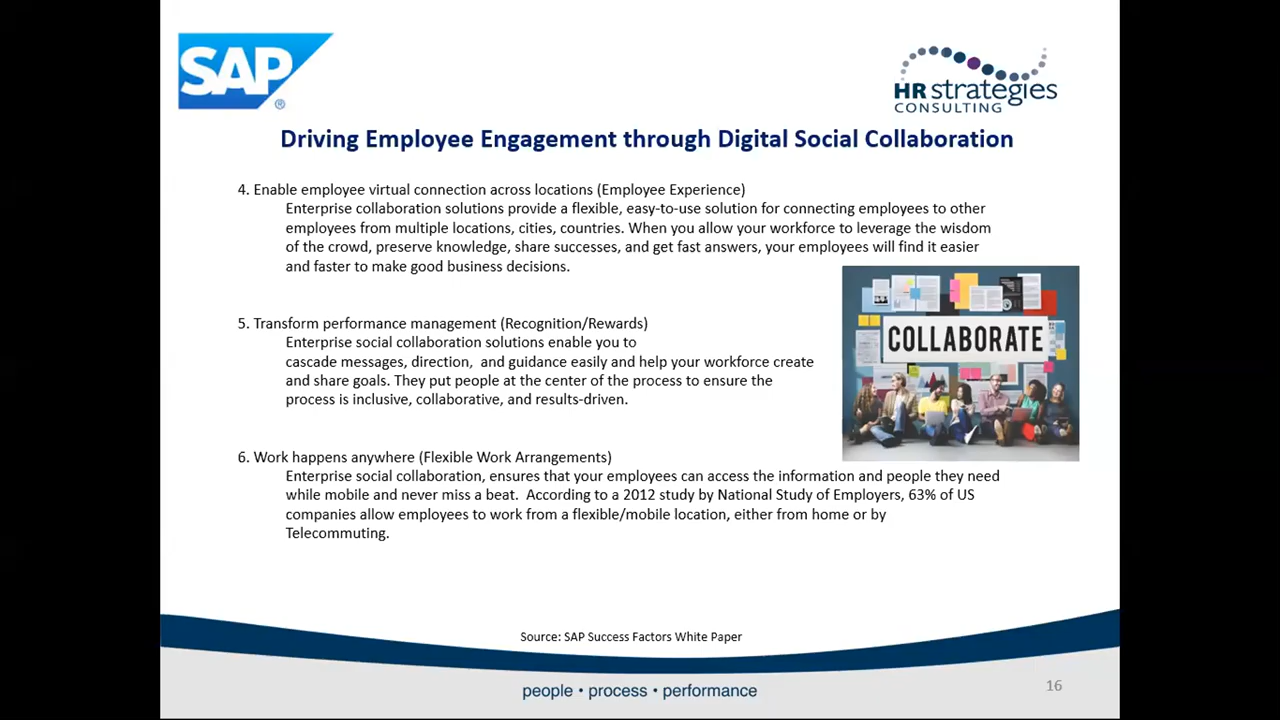 SAP
®
HR strategies
CONSULTING
Driving Employee Engagement through Digital Social Collaboration
4. Enable employee virtual connection across locations (Employee Experience)
Enterprise collaboration solutions provide a flexible, easy-to-use solution for connecting employees to other
employees from multiple locations, cities, countries. When you allow your workforce to leverage the wisdom
of the crowd, preserve knowledge, share successes, and get fast answers, your employees will find it easier
and faster to make good business decisions.
COLLABORATE
5. Transform performance management (Recognition/Rewards)
Enterprise social collaboration solutions enable you to
cascade messages, direction,  and guidance easily and help your workforce create
and share goals. They put people at the center of the process to ensure the
process is inclusive, collaborative, and results-driven.
6. Work happens anywhere (Flexible Work Arrangements)
Enterprise social collaboration, ensures that your employees can access the information and people they need
while mobile and never miss a beat.  According to a 2012 study by National Study of Employers, 63% of US
companies allow employees to work from a flexible/mobile location, either from home or by
Telecommuting.
Source: SAP Success Factors White Paper
people • process • performance
16